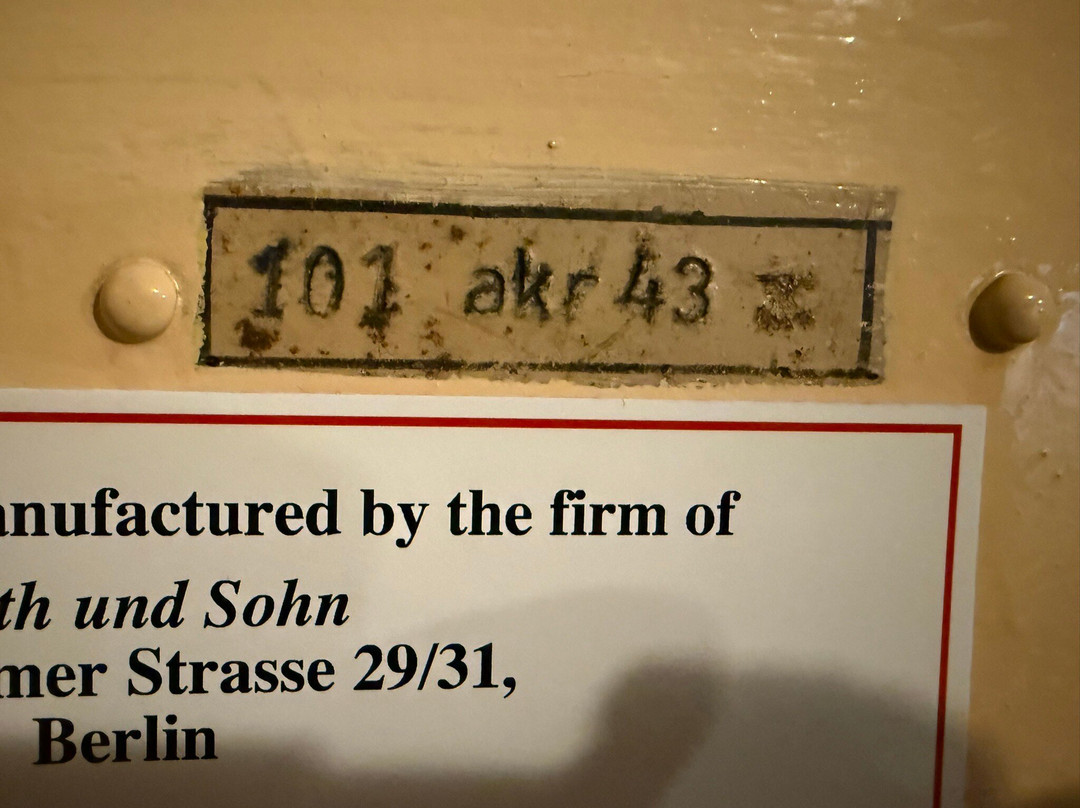 101 akr 43
anufactured by the firm of
th und Sohn
mer Strasse 29/31,
Berlin